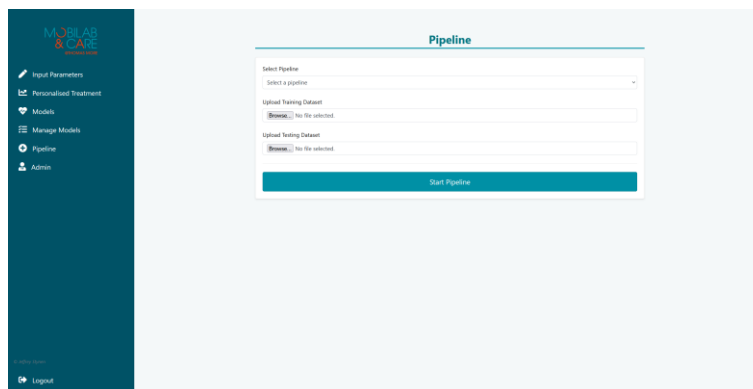 MOBILAB
& CARE
Input Parameters
Personalised Treatment
Models
Manage Models
Pipeline
Admin
Logout
Pipeline
Select Pipeline
Select a pipeline
Upload Training Dataset
Browse... No file selected.
Upload Testing Dataset
Browse... No file selected.
Start Pipeline